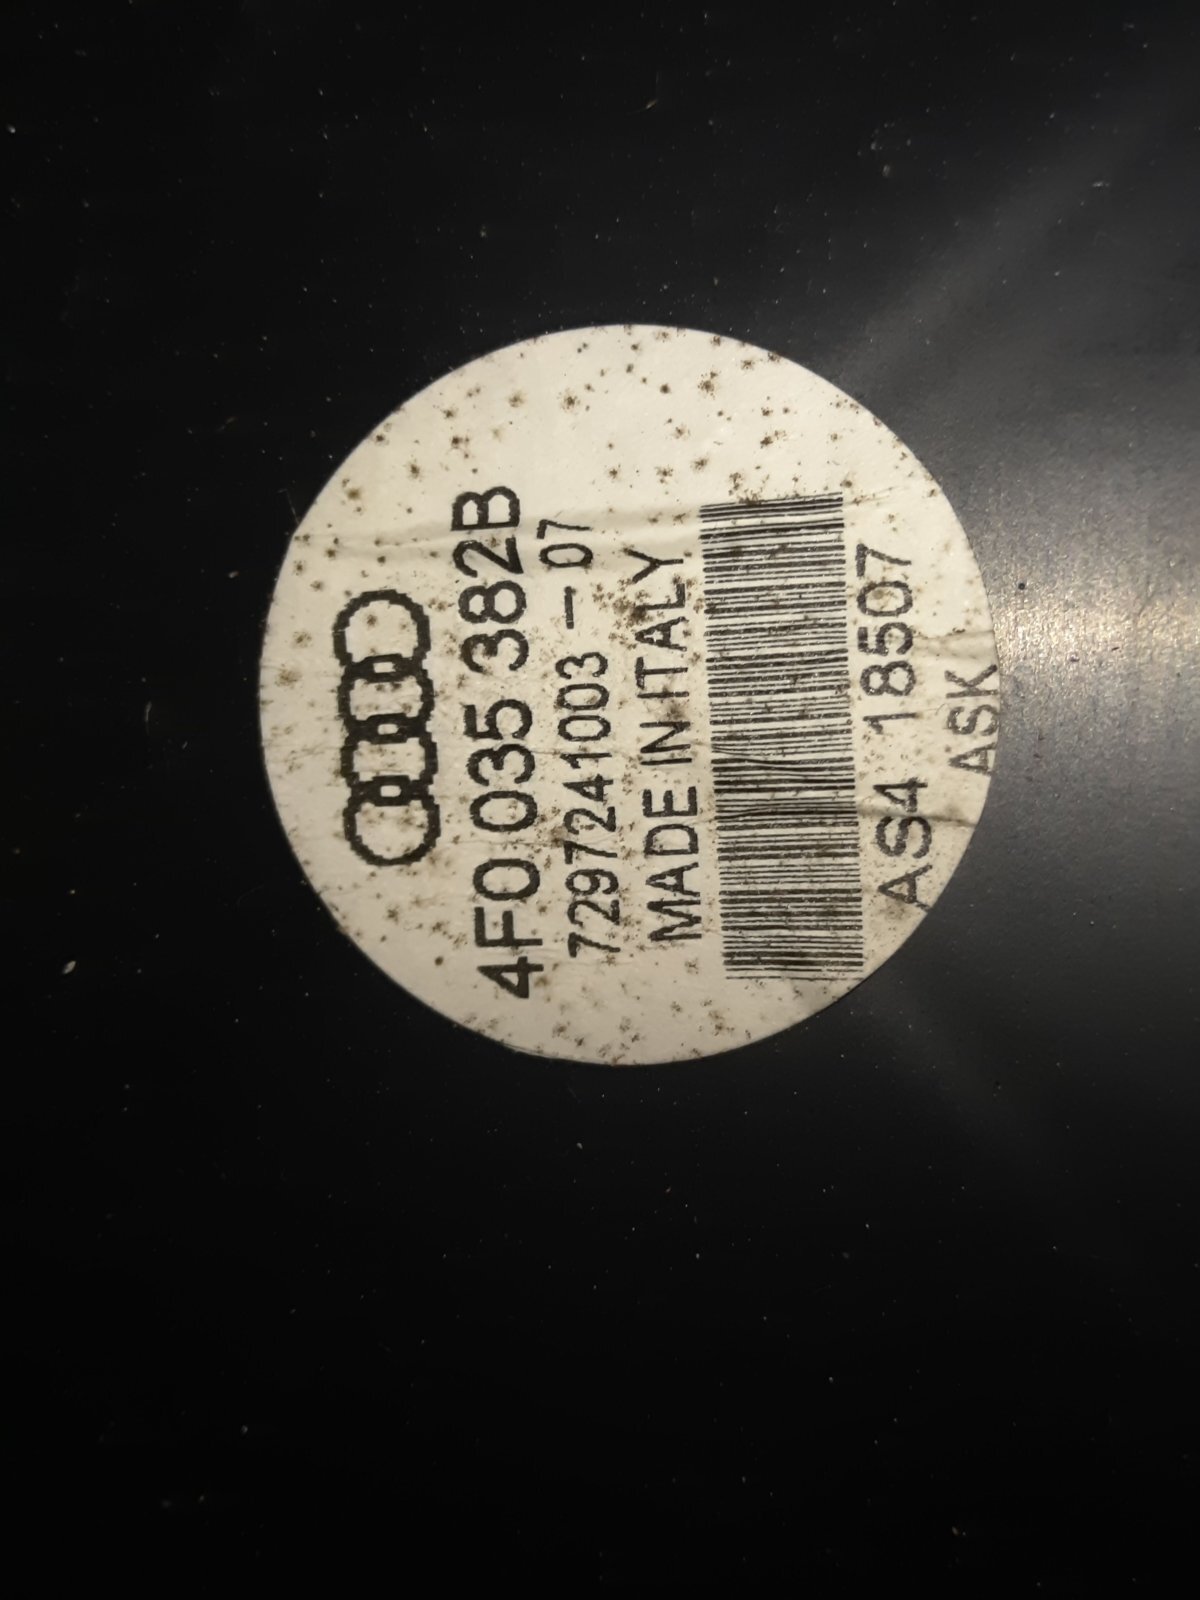 4F0 035 382B
7297241003 - 07
MADE IN ITALY
AS4 18507
ASK